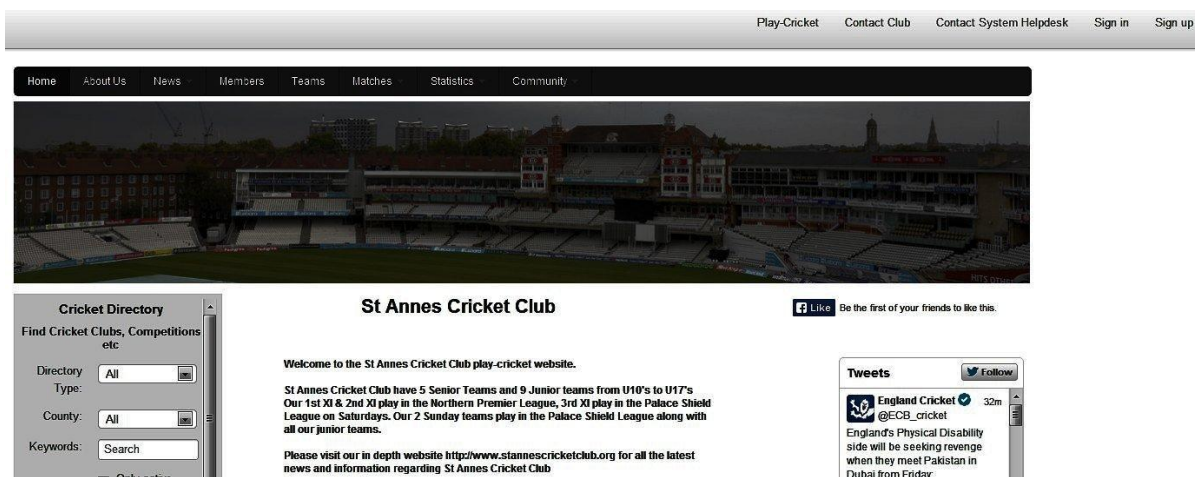 Play-Cricket Contact Club Contact System Helpdesk Sign in Sign up
Home About Us News Members Teams Matches Statistics Community
Cricket Directory
Find Cricket Clubs, Competitions
etc
Directory
Type:
All
County:
All
Keywords:
Search
St Annes Cricket Club
Welcome to the St Annes Cricket Club play-cricket website.
St Annes Cricket Club have 5 Senior Teams and 9 Junior teams from U10's to U17's
Our 1st XI & 2nd XI play in the Northern Premier League, 3rd XI play in the Palace Shield
League on Saturdays. Our 2 Sunday teams play in the Palace Shield League along with
all our junior teams.
Please visit our in depth website http://www.stannescricketclub.org for all the latest
news and information regarding St Annes Cricket Club
Like Be the first of your friends to like this.
Tweets Follow
England Cricket 32m
@ECB_cricket
England's Physical Disability
side will be seeking revenge
when they meet Pakistan in
Dubai from Friday: